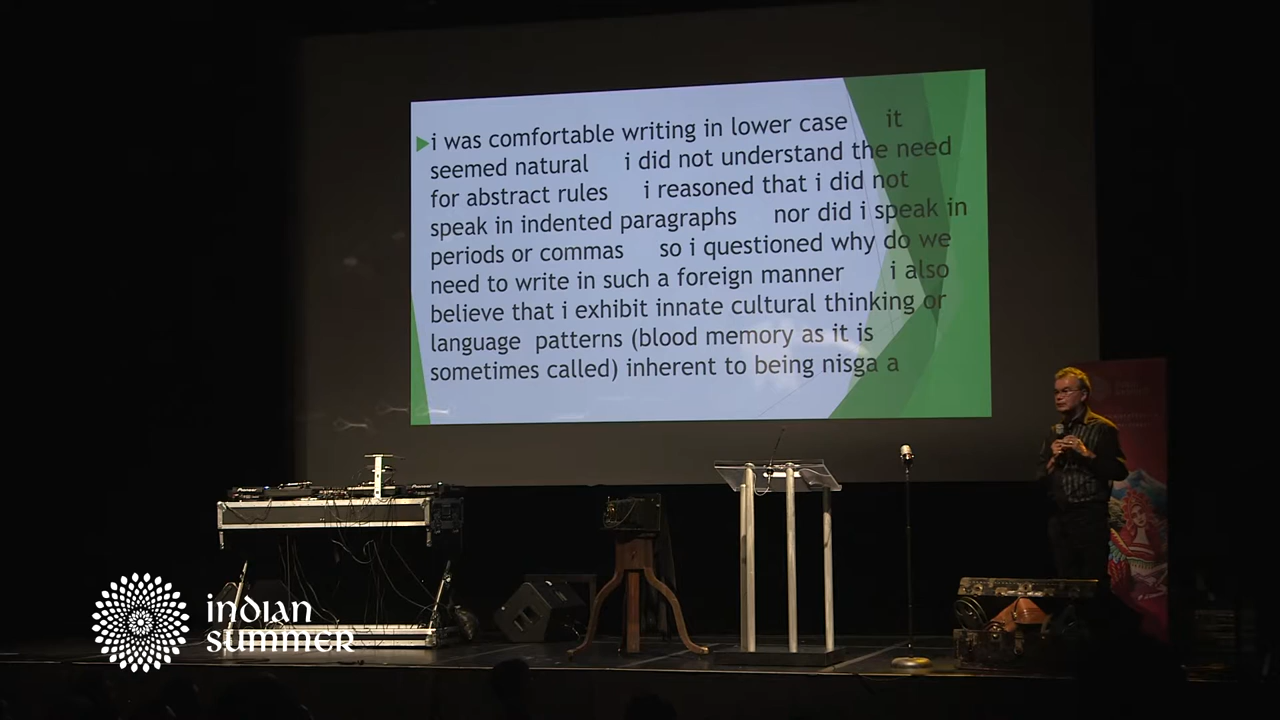 i was comfortable writing in lower case it
seemed natural i did not understand the need
for abstract rules i reasoned that i did not
speak in indented paragraphs nor did i speak in
periods or commas so i questioned why do we
need to write in such a foreign manner i also
believe that i exhibit innate cultural thinking or
language patterns (blood memory as it is
sometimes called) inherent to being nisga a
indian
summer